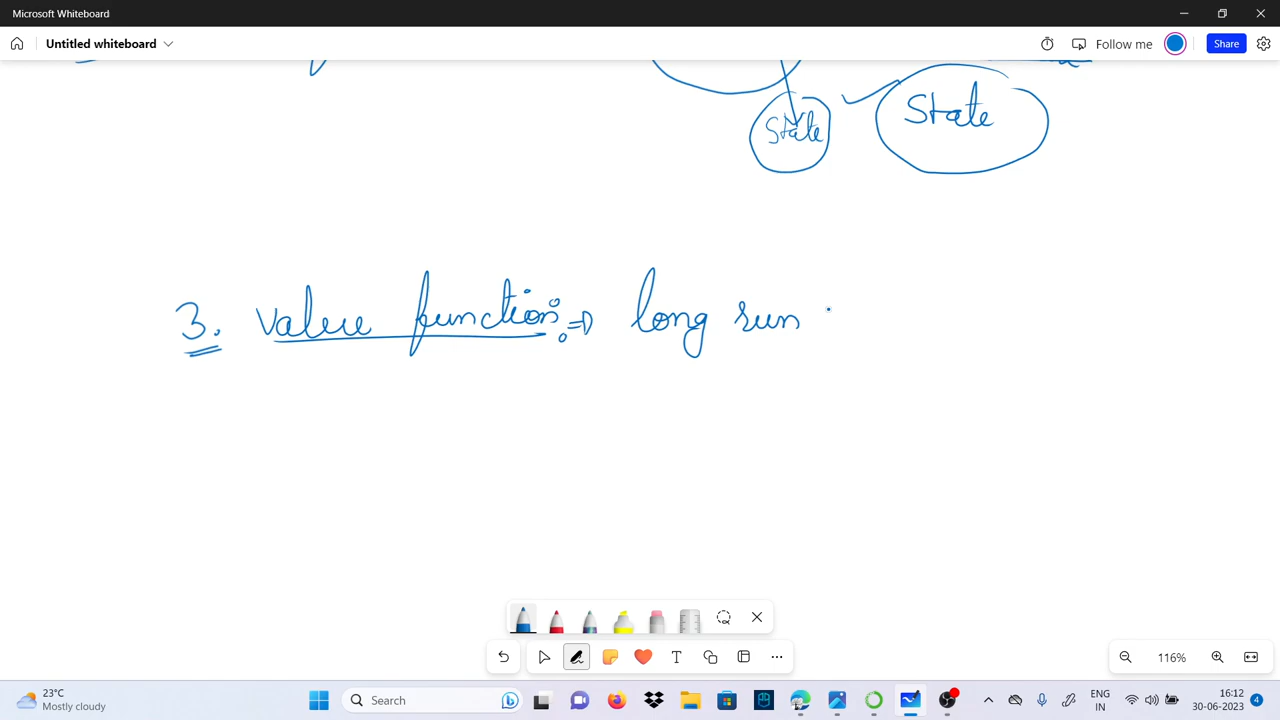 Microsoft Whiteboard
Untitled whiteboard
Follow me
Share
State
State
3. value function :⇒ long run
116%
23°C
Mostly cloudy
Search
ENG
IN
16:12
30-06-2023
4